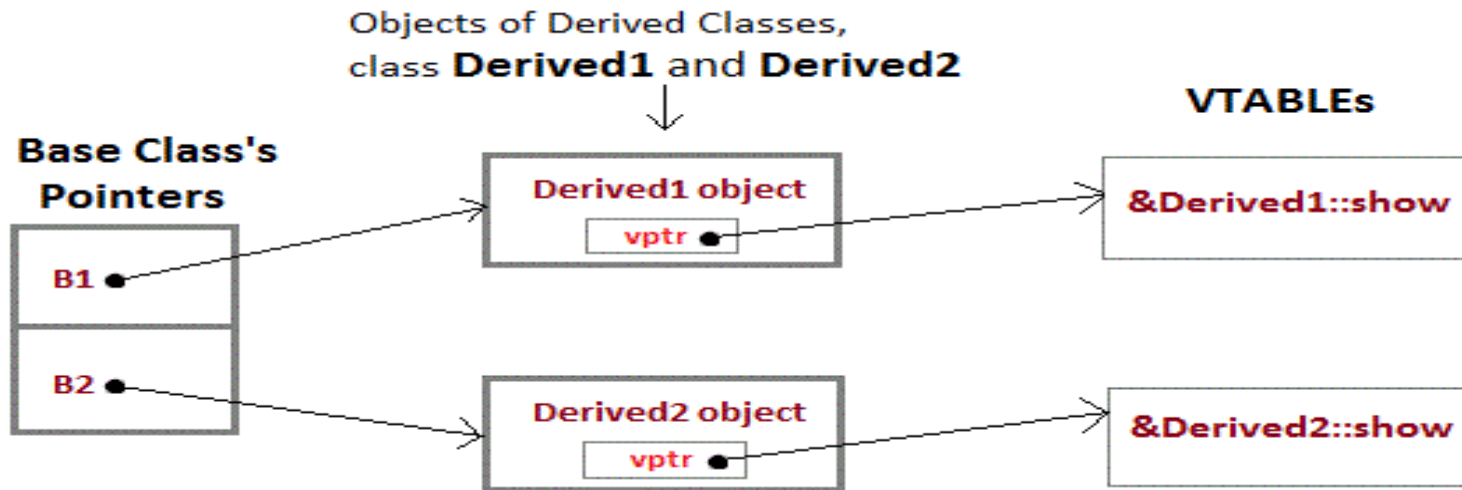 Objects of Derived Classes,
class Derived1 and Derived2
VTABLEs
Base Class's
Pointers
Derived1 object
vptr
&Derived1::show
B1
B2
Derived2 object
vptr
&Derived2::show